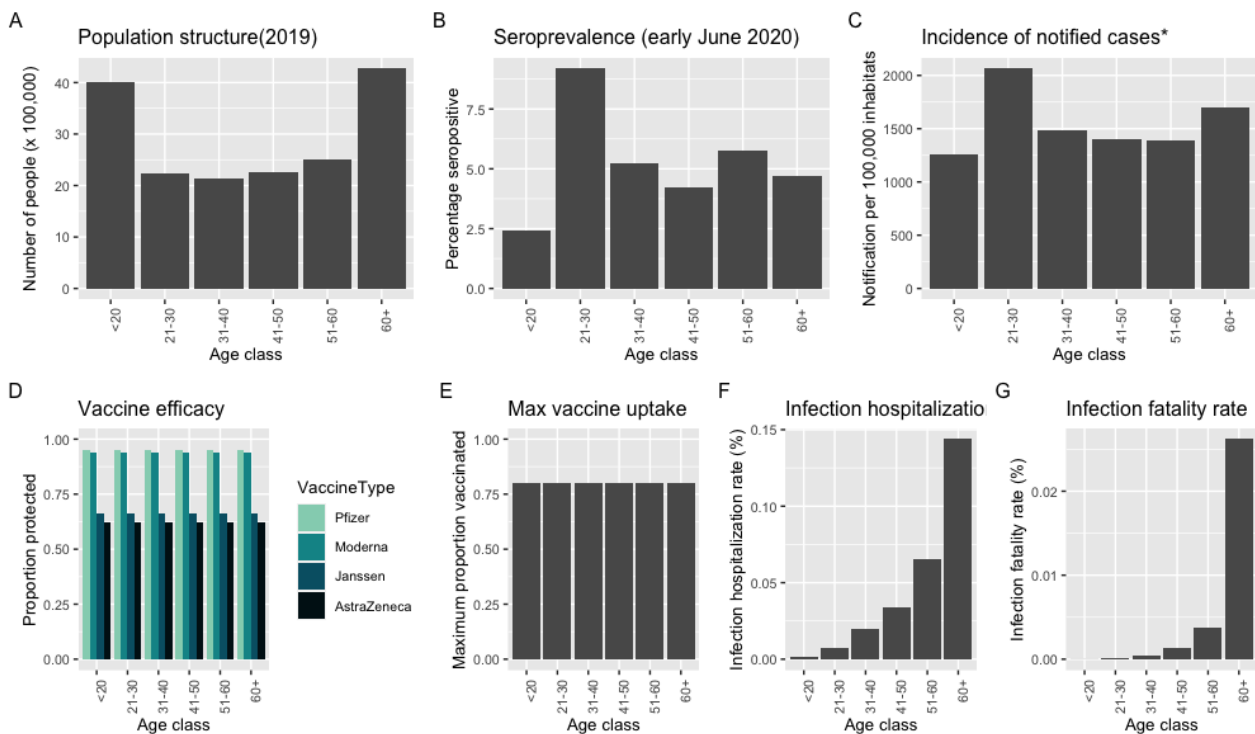 A
Population structure(2019)
Number of people (x 100,000)
40
30
20
10
0
<20
21-30
31-40
41-50
51-60
60+
Age class
B
Seroprevalence (early June 2020)
Percentage seropositive
7.5
5.0
2.5
0.0
<20
21-30
31-40
41-50
51-60
60+
Age class
C
Incidence of notified cases*
Notification per 100,000 inhabitats
2000
1500
1000
500
0
<20
21-30
31-40
41-50
51-60
60+
Age class
D
Vaccine efficacy
Proportion protected
1.00
0.75
0.50
0.25
0.00
<20
21-30
31-40
41-50
51-60
60+
Age class
VaccineType
Pfizer
Moderna
Janssen
AstraZeneca
E
Max vaccine uptake
Maximum proportion vaccinated
1.00
0.75
0.50
0.25
0.00
<20
21-30
31-40
41-50
51-60
60+
Age class
F
Infection hospitalizatio
Infection hospitalization rate (%)
0.15
0.10
0.05
0.00
<20
21-30
31-40
41-50
51-60
60+
Age class
G
Infection fatality rate
Infection fatality rate (%)
0.02
0.01
0.00
<20
21-30
31-40
41-50
51-60
60+
Age class